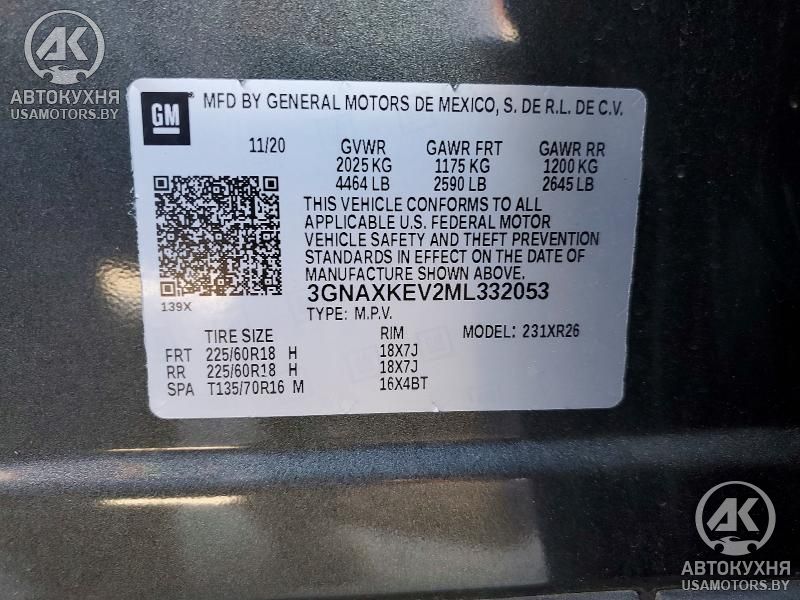 AK
АВТОКУХНЯ
USAMOTORS.BY
GM
MFD BY GENERAL MOTORS DE MEXICO, S. DE R.L. DE C.V.
11/20 GVWR GAWR FRT GAWR RR
2025 KG 1175 KG 1200 KG
4464 LB 2590 LB 2645 LB
THIS VEHICLE CONFORMS TO ALL
APPLICABLE U.S. FEDERAL MOTOR
VEHICLE SAFETY AND THEFT PREVENTION
STANDARDS IN EFFECT ON THE DATE OF
MANUFACTURE SHOWN ABOVE.
139X
3GNAXKEV2ML332053
TYPE: M.P.V.
TIRE SIZE RIM MODEL: 231XR26
FRT 225/60R18 H 18X7J
RR 225/60R18 H 18X7J
SPA T135/70R16 M 16X4BT
AK
АВТОКУХНЯ
USAMOTORS.BY